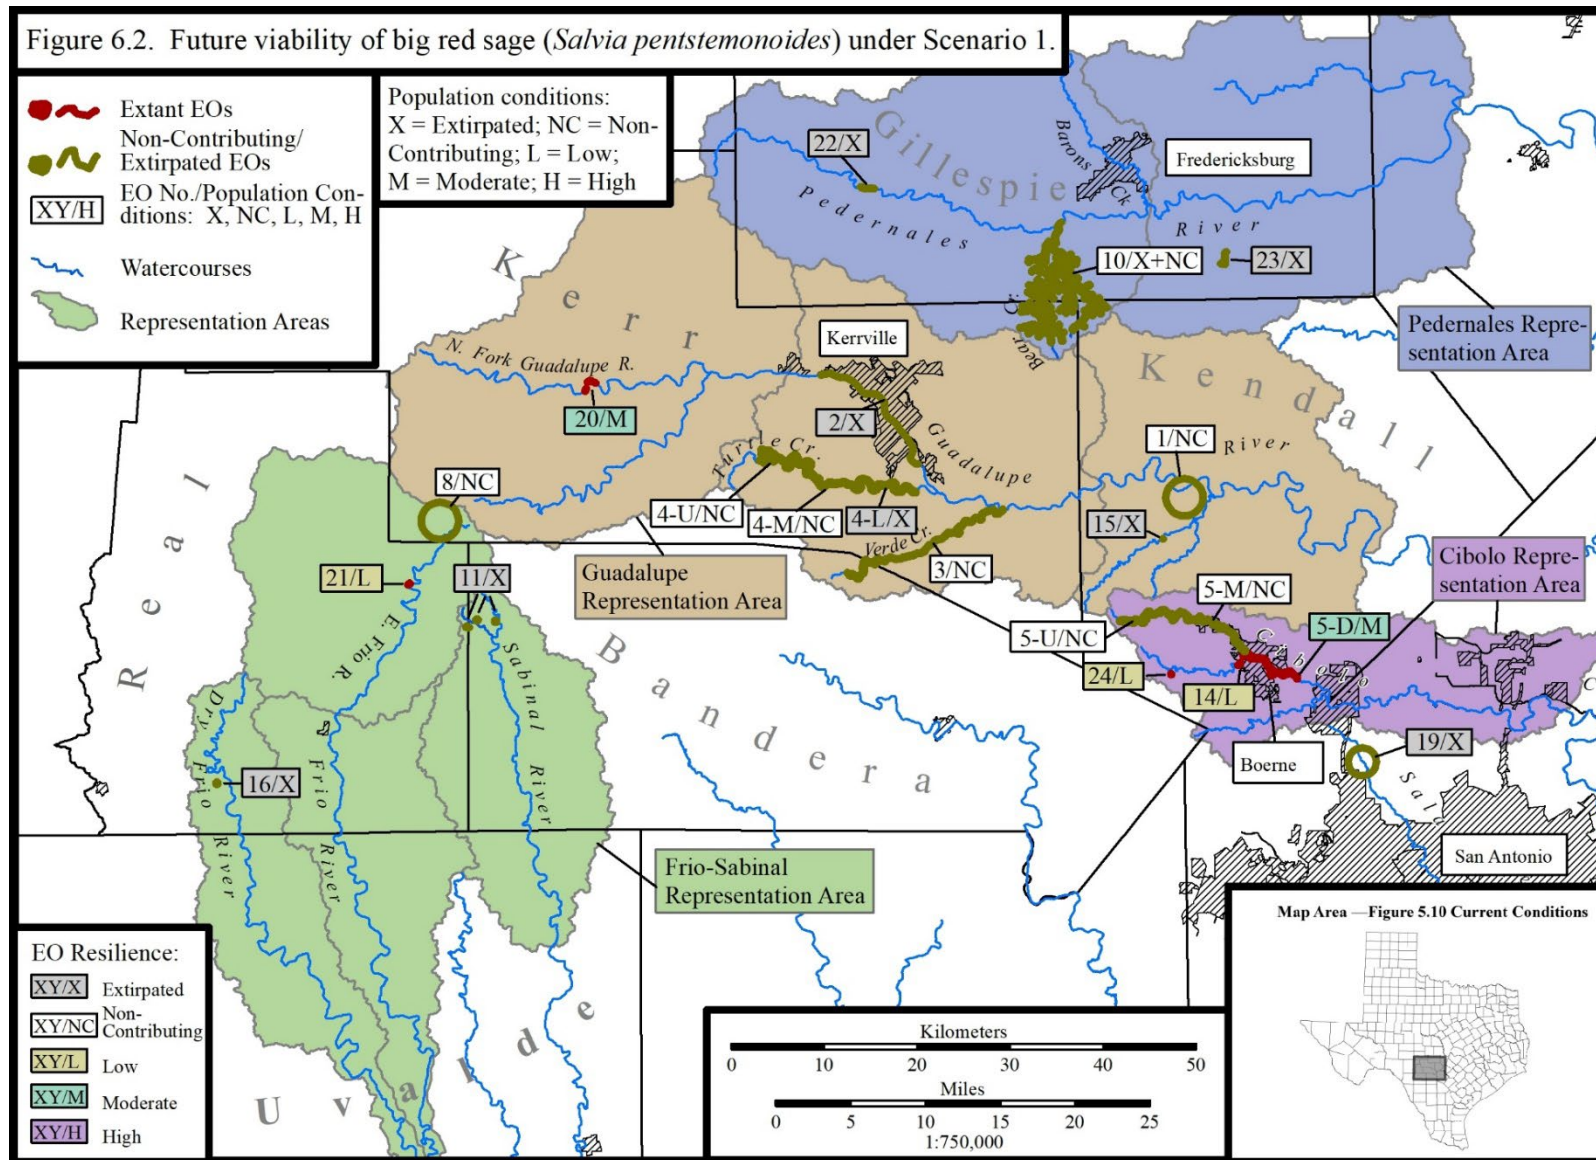 Figure 6.2. Future viability of big red sage (Salvia pentstemonoides) under Scenario 1.
Extant EOs
Non-Contributing/
Extirpated EOs
XY/H
EO No./Population Con-
ditions: X, NC, L, M, H
Watercourses
Representation Areas
Population conditions:
X = Extirpated; NC = Non-
Contributing; L = Low;
M = Moderate; H = High
22/X
Gillespie
Barons Ck
Fredericksburg
Pedernales
River
10/X+NC
23/X
Bear Cr.
Pedernales Repre-
sentation Area
Kerr
N. Fork Guadalupe R.
20/M
Kerrville
2/X
Guadalupe
Turtle Cr.
Kendall
1/NC
River
8/NC
4-U/NC
4-M/NC
4-L/X
15/X
Verde Cr.
3/NC
Guadalupe
Representation Area
Cibolo Repre-
sentation Area
Real
21/L
11/X
E. Frio R.
Sabinal River
Bandera
5-M/NC
5-U/NC
5-D/M
Cibolo
C
24/L
14/L
Boerne
19/X
Sal
San Antonio
Dry Frio River
16/X
Frio River
Frio-Sabinal
Representation Area
Uvalde
EO Resilience:
XY/X Extirpated
XY/NC Non-
Contributing
XY/L Low
XY/M Moderate
XY/H High
Kilometers
0 10 20 30 40 50
Miles
0 5 10 15 20 25
1:750,000
Map Area —Figure 5.10 Current Conditions